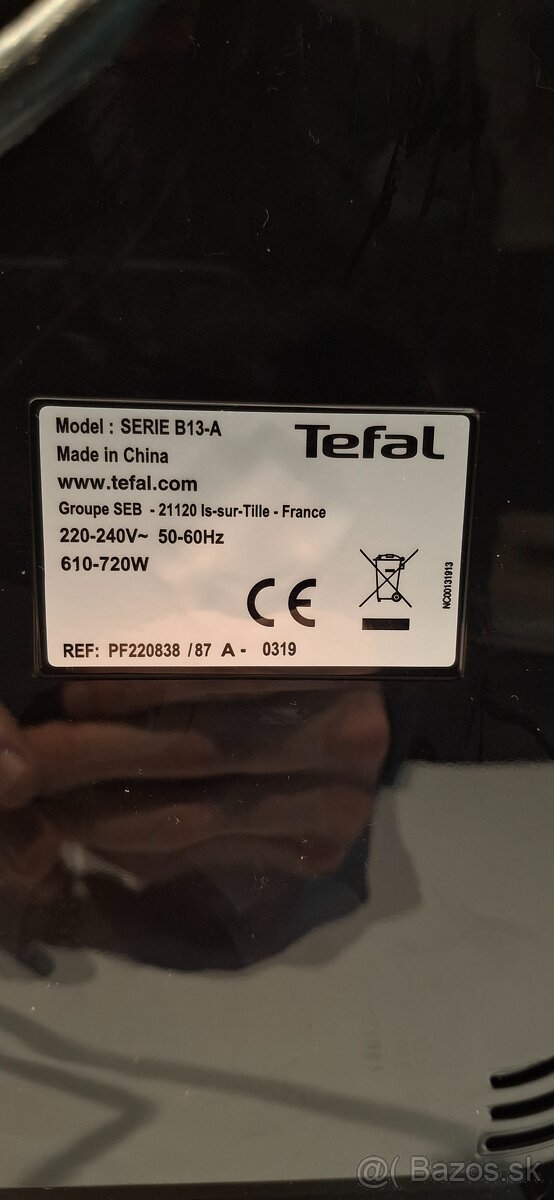 Model : SERIE B13-A
Tefal
Made in China
www.tefal.com
Groupe SEB - 21120 Is-sur-Tille - France
220-240V~ 50-60Hz
610-720W
CE
NC00131913
REF: PF220838 /87 A - 0319
@( Bazos.sk